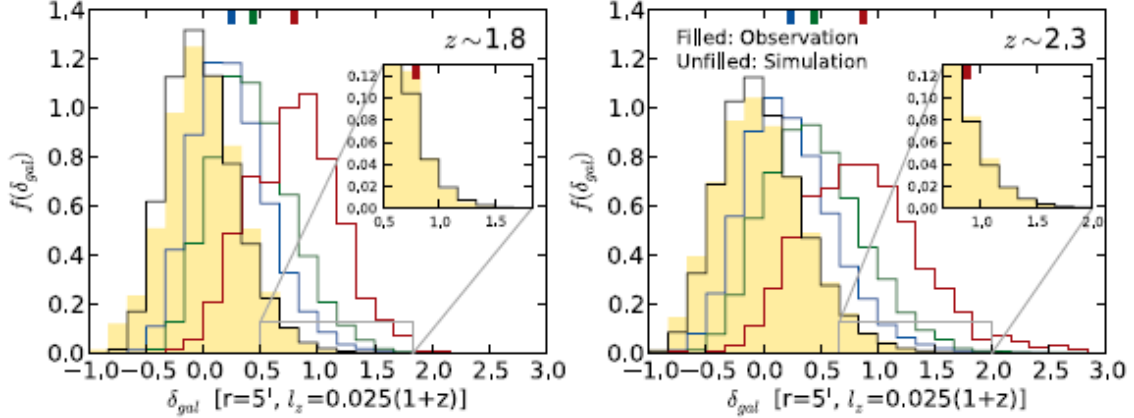 1.4
1.2
1.0
0.8
0.6
0.4
0.2
0.0
f(δgal)
z~1.8
0.12
0.10
0.08
0.06
0.04
0.02
0.00
0.5 1.0 1.5
−1.0 −0.5 0.0 0.5 1.0 1.5 2.0 2.5 3.0
δgal [r=5', lz=0.025(1+z)]
1.4
1.2
1.0
0.8
0.6
0.4
0.2
0.0
f(δgal)
z~2.3
Filled: Observation
Unfilled: Simulation
0.12
0.10
0.08
0.06
0.04
0.02
0.00
1.0 1.5 2.0
−1.0 −0.5 0.0 0.5 1.0 1.5 2.0 2.5 3.0
δgal [r=5', lz=0.025(1+z)]